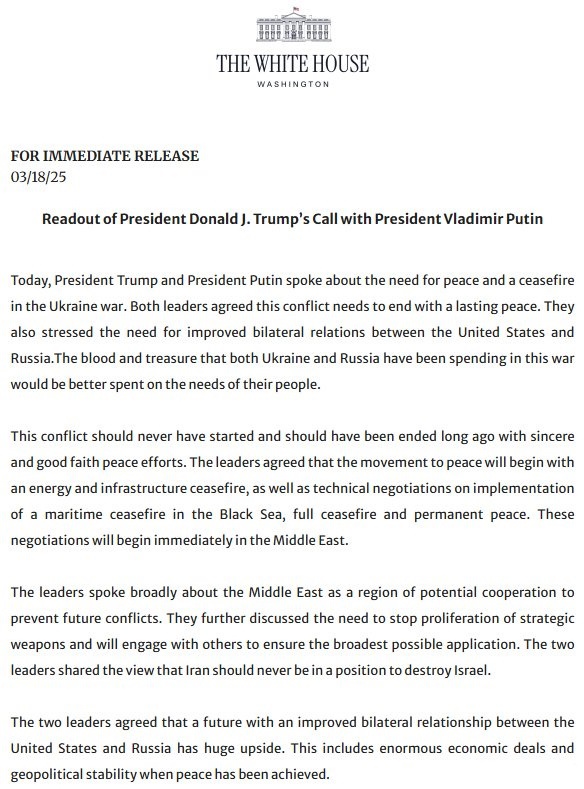 THE WHITE HOUSE
WASHINGTON
FOR IMMEDIATE RELEASE
03/18/25
Readout of President Donald J. Trump's Call with President Vladimir Putin
Today, President Trump and President Putin spoke about the need for peace and a ceasefire
in the Ukraine war. Both leaders agreed this conflict needs to end with a lasting peace. They
also stressed the need for improved bilateral relations between the United States and
Russia.The blood and treasure that both Ukraine and Russia have been spending in this war
would be better spent on the needs of their people.
This conflict should never have started and should have been ended long ago with sincere
and good faith peace efforts. The leaders agreed that the movement to peace will begin with
an energy and infrastructure ceasefire, as well as technical negotiations on implementation
of a maritime ceasefire in the Black Sea, full ceasefire and permanent peace. These
negotiations will begin immediately in the Middle East.
The leaders spoke broadly about the Middle East as a region of potential cooperation to
prevent future conflicts. They further discussed the need to stop proliferation of strategic
weapons and will engage with others to ensure the broadest possible application. The two
leaders shared the view that Iran should never be in a position to destroy Israel.
The two leaders agreed that a future with an improved bilateral relationship between the
United States and Russia has huge upside. This includes enormous economic deals and
geopolitical stability when peace has been achieved.